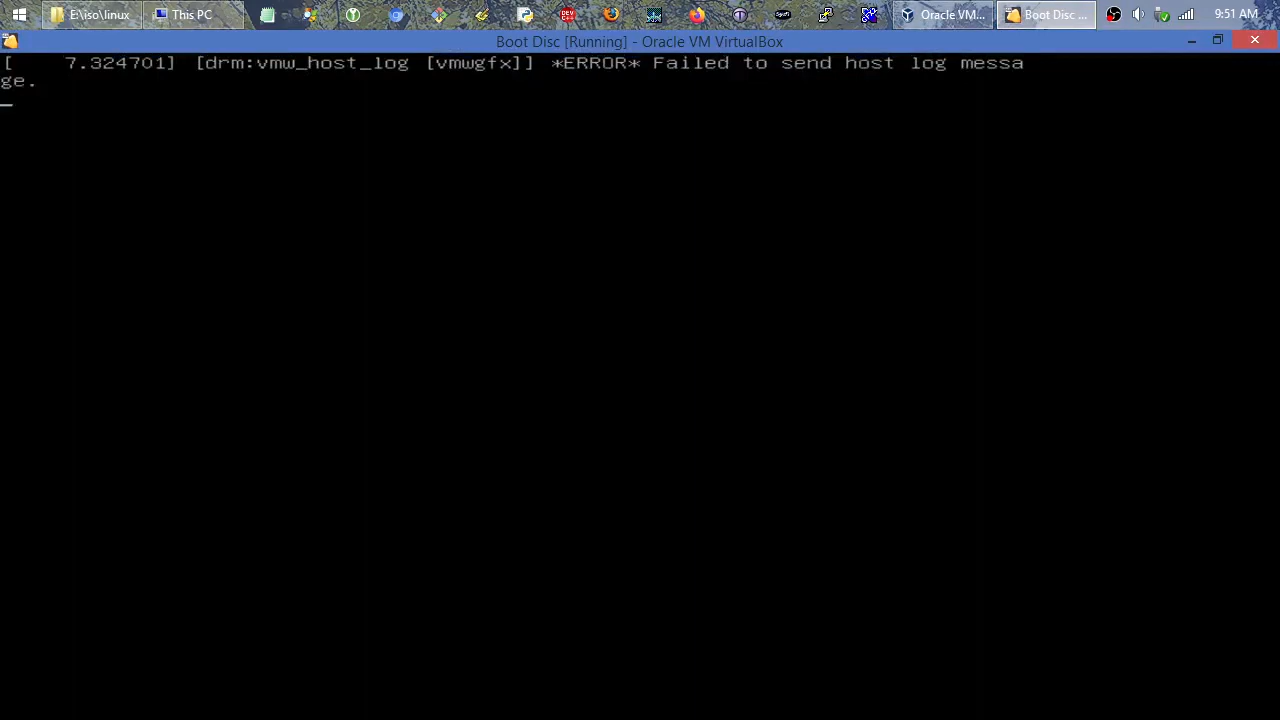 E:\iso\linux
This PC
Oracle VM...
Boot Disc ...
9:51 AM
Boot Disc [Running] - Oracle VM VirtualBox
[    7.324701] [drm:vmw_host_log [vmwgfx]] *ERROR* Failed to send host log messa
ge.